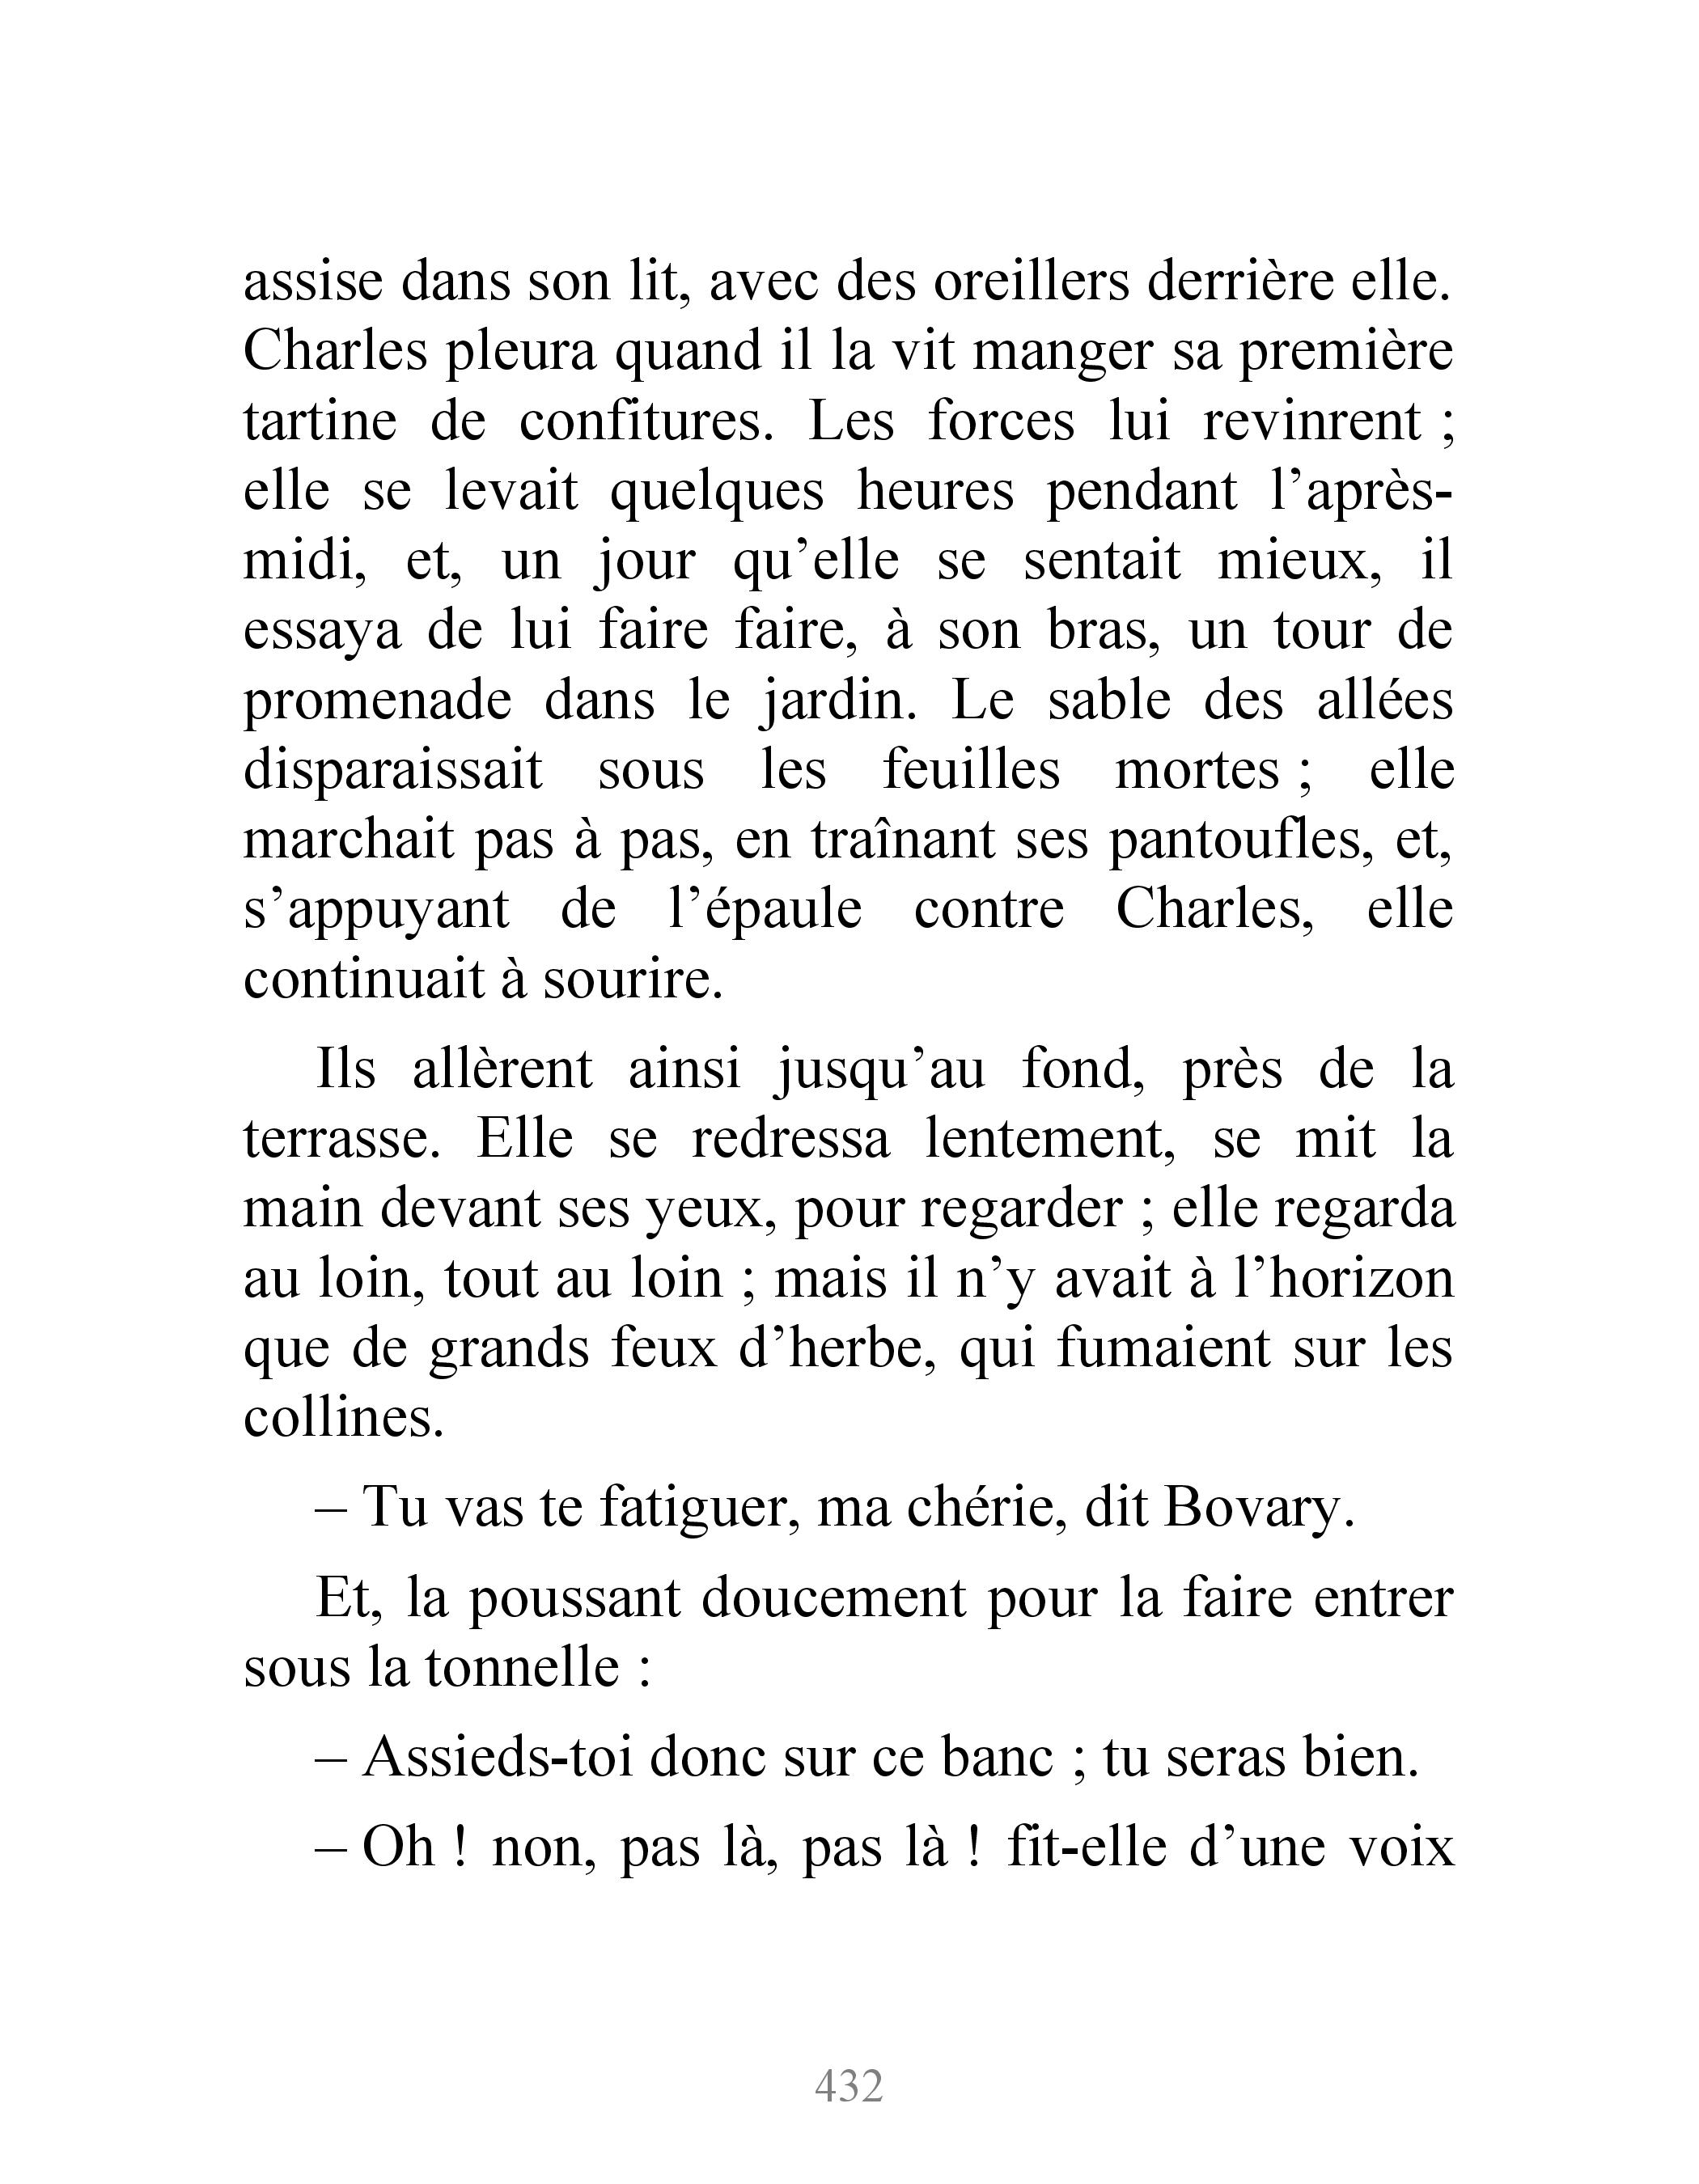 assise dans son lit, avec des oreillers derrière elle.
Charles pleura quand il la vit manger sa première
tartine de confitures. Les forces lui revinrent ;
elle se levait quelques heures pendant l’après-
midi, et, un jour qu’elle se sentait mieux, il
essaya de lui faire faire, à son bras, un tour de
promenade dans le jardin. Le sable des allées
disparaissait sous les feuilles mortes ; elle
marchait pas à pas, en traînant ses pantoufles, et,
s’appuyant de l’épaule contre Charles, elle
continuait à sourire.
Ils allèrent ainsi jusqu’au fond, près de la
terrasse. Elle se redressa lentement, se mit la
main devant ses yeux, pour regarder ; elle regarda
au loin, tout au loin ; mais il n’y avait à l’horizon
que de grands feux d’herbe, qui fumaient sur les
collines.
– Tu vas te fatiguer, ma chérie, dit Bovary.
Et, la poussant doucement pour la faire entrer
sous la tonnelle :
– Assieds-toi donc sur ce banc ; tu seras bien.
– Oh ! non, pas là, pas là ! fit-elle d’une voix
432